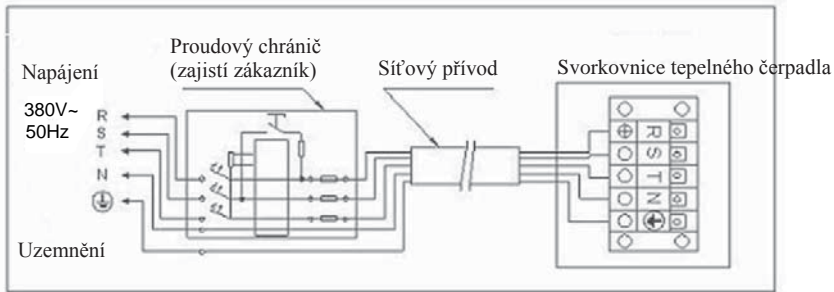 Proudový chránič
(zajistí zákazník)
Napájení
Síťový přívod
Svorkovnice tepelného čerpadla
380V~
50Hz
R
S
T
N
Uzemnění
R
S
T
N